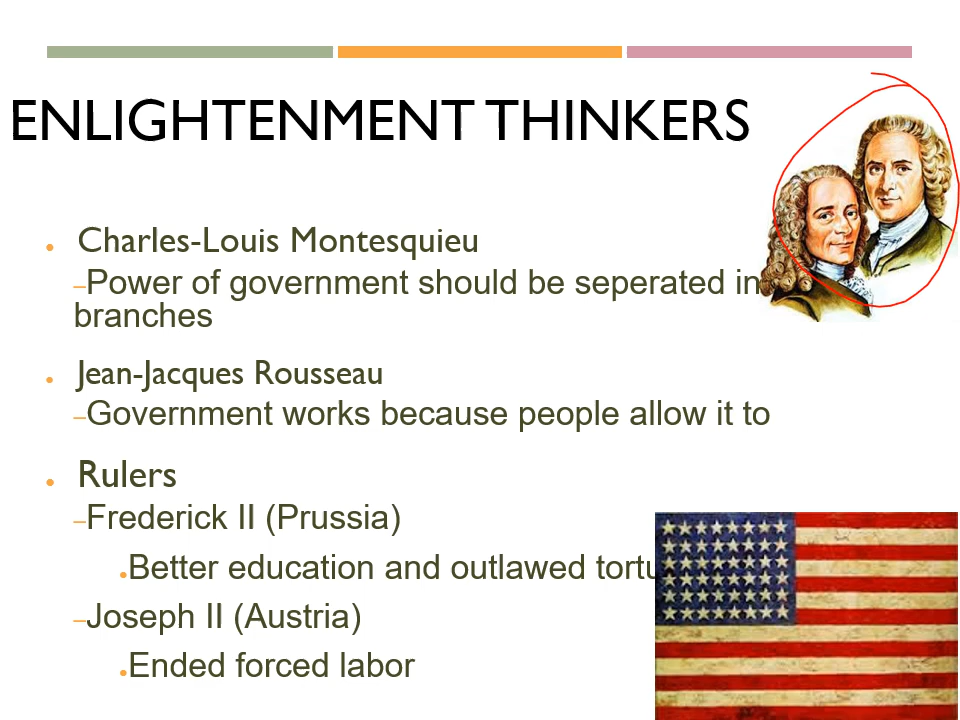 ENLIGHTENMENT THINKERS
• Charles-Louis Montesquieu
–Power of government should be seperated in
branches
• Jean-Jacques Rousseau
–Government works because people allow it to
• Rulers
–Frederick II (Prussia)
•Better education and outlawed tortu
–Joseph II (Austria)
•Ended forced labor